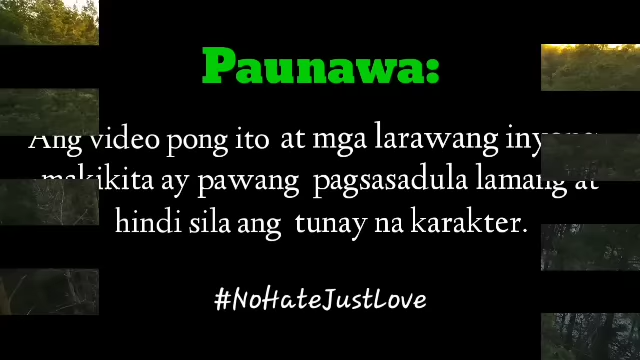 Paunawa:
Ang video pong ito at mga larawang inyong
makikita ay pawang pagsasadula lamang at
hindi sila ang tunay na karakter.
#NoHateJustLove